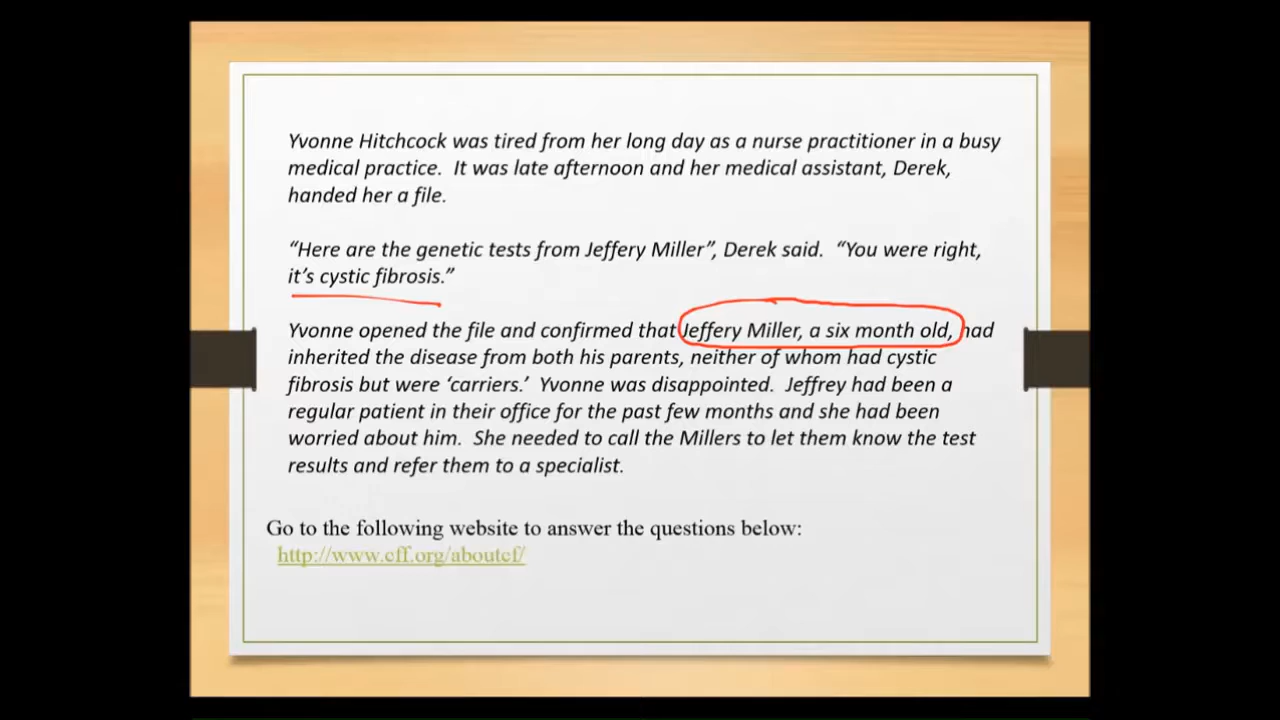 Yvonne Hitchcock was tired from her long day as a nurse practitioner in a busy
medical practice.  It was late afternoon and her medical assistant, Derek,
handed her a file.
“Here are the genetic tests from Jeffery Miller”, Derek said.  “You were right,
it’s cystic fibrosis.”
Yvonne opened the file and confirmed that Jeffery Miller, a six month old, had
inherited the disease from both his parents, neither of whom had cystic
fibrosis but were ‘carriers.’  Yvonne was disappointed.  Jeffrey had been a
regular patient in their office for the past few months and she had been
worried about him.  She needed to call the Millers to let them know the test
results and refer them to a specialist.
Go to the following website to answer the questions below:
http://www.cff.org/aboutcf/